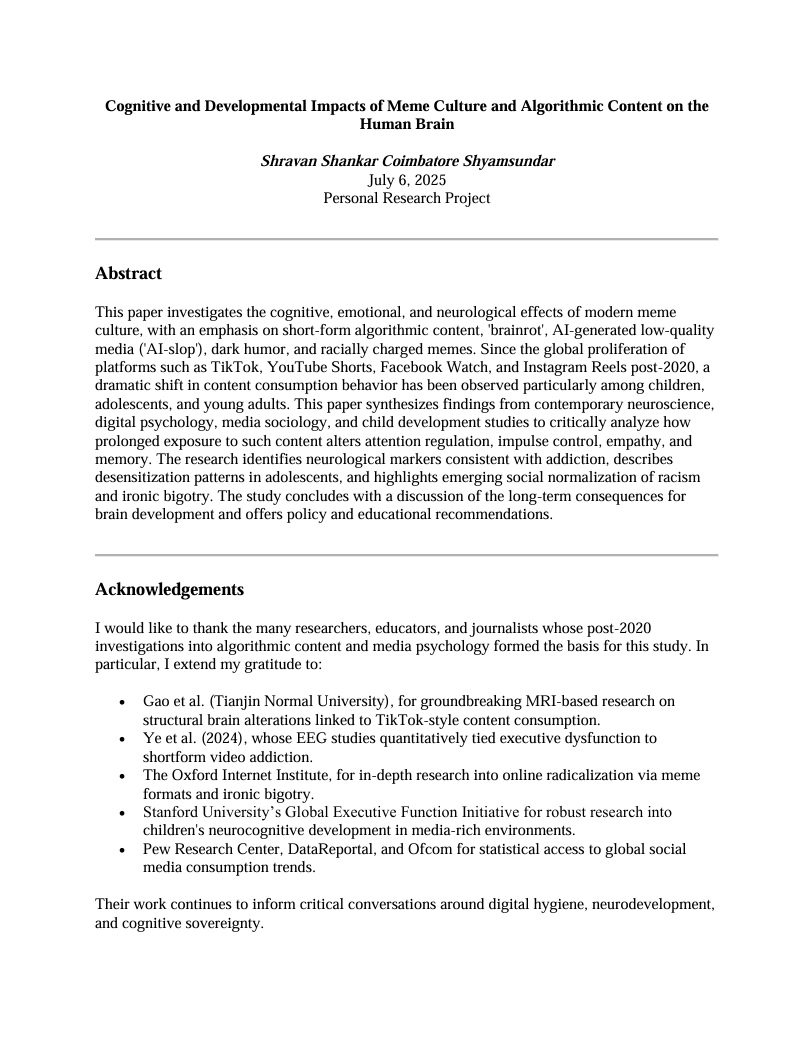 Cognitive and Developmental Impacts of Meme Culture and Algorithmic Content on the
Human Brain
Shravan Shankar Coimbatore Shyamsundar
July 6, 2025
Personal Research Project
Abstract
This paper investigates the cognitive, emotional, and neurological effects of modern meme
culture, with an emphasis on short-form algorithmic content, 'brainrot', AI-generated low-quality
media ('AI-slop'), dark humor, and racially charged memes. Since the global proliferation of
platforms such as TikTok, YouTube Shorts, Facebook Watch, and Instagram Reels post-2020, a
dramatic shift in content consumption behavior has been observed particularly among children,
adolescents, and young adults. This paper synthesizes findings from contemporary neuroscience,
digital psychology, media sociology, and child development studies to critically analyze how
prolonged exposure to such content alters attention regulation, impulse control, empathy, and
memory. The research identifies neurological markers consistent with addiction, describes
desensitization patterns in adolescents, and highlights emerging social normalization of racism
and ironic bigotry. The study concludes with a discussion of the long-term consequences for
brain development and offers policy and educational recommendations.
Acknowledgements
I would like to thank the many researchers, educators, and journalists whose post-2020
investigations into algorithmic content and media psychology formed the basis for this study. In
particular, I extend my gratitude to:
• Gao et al. (Tianjin Normal University), for groundbreaking MRI-based research on
structural brain alterations linked to TikTok-style content consumption.
• Ye et al. (2024), whose EEG studies quantitatively tied executive dysfunction to
shortform video addiction.
• The Oxford Internet Institute, for in-depth research into online radicalization via meme
formats and ironic bigotry.
• Stanford University’s Global Executive Function Initiative for robust research into
children's neurocognitive development in media-rich environments.
• Pew Research Center, DataReportal, and Ofcom for statistical access to global social
media consumption trends.
Their work continues to inform critical conversations around digital hygiene, neurodevelopment,
and cognitive sovereignty.